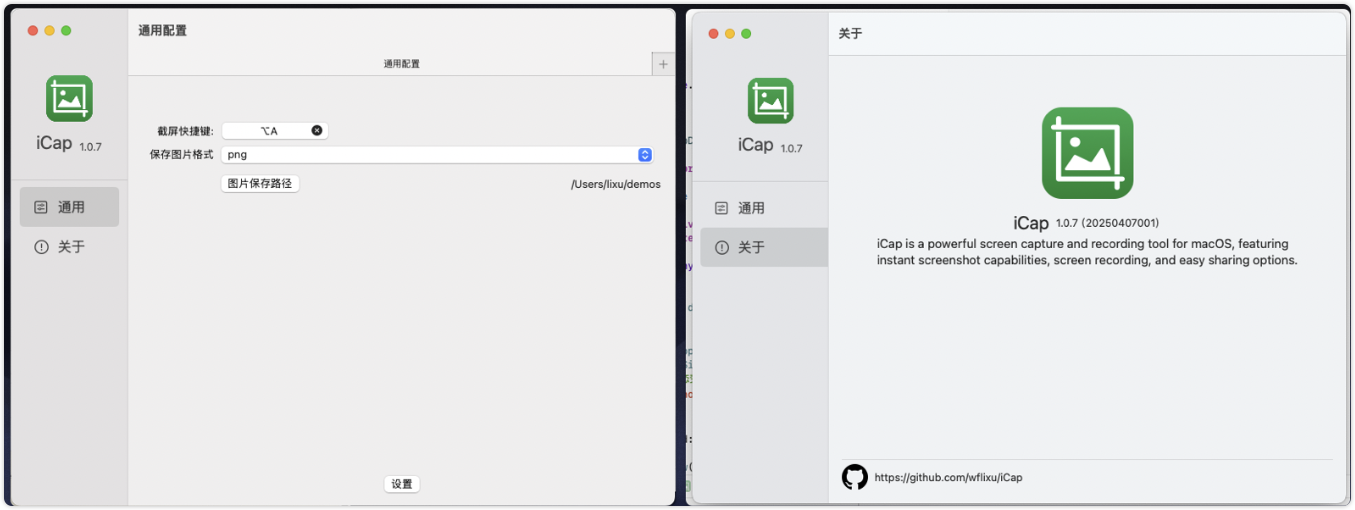 通用配置
通用配置
iCap 1.0.7
通用
关于
截屏快捷键: ⌥A
保存图片格式 png
图片保存路径 /Users/lixu/demos
设置
关于
iCap 1.0.7
通用
关于
iCap 1.0.7 (20250407001)
iCap is a powerful screen capture and recording tool for macOS, featuring
instant screenshot capabilities, screen recording, and easy sharing options.
https://github.com/wflixu/iCap